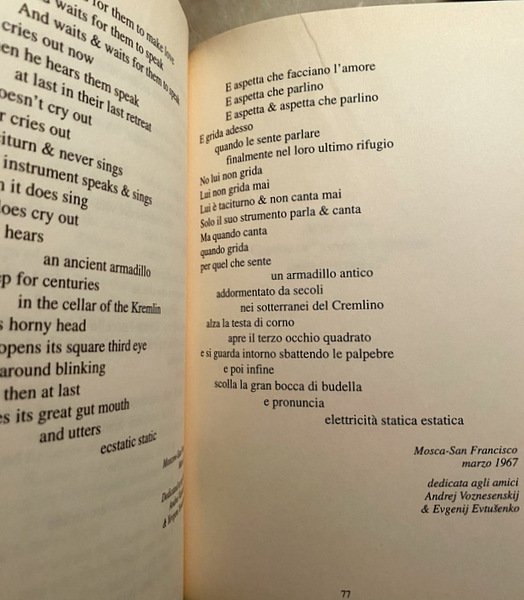 for them to make love
waits for them to speak
And waits & waits for them to speak
cries out now
he hears them speak
at last in their last retreat
doesn't cry out
cries out
& never sings
instrument speaks & sings
it does sing
does cry out
hears
an ancient armadillo
for centuries
in the cellar of the Kremlin
horny head
opens its square third eye
around blinking
then at last
its great gut mouth
and utters
ecstatic static
E aspetta che facciano l'amore
E aspetta che parlino
E aspetta & aspetta che parlino
E grida adesso
quando le sente parlare
finalmente nel loro ultimo rifugio
No lui non grida
Lui non grida mai
Lui è taciturno & non canta mai
Solo il suo strumento parla & canta
Ma quando canta
quando grida
per quel che sente
un armadillo antico
addormentato da secoli
nei sotterranei del Cremlino
alza la testa di corno
apre il terzo occhio quadrato
e si guarda intorno sbattendo le palpebre
e poi infine
scolla la gran bocca di budella
e pronuncia
elettricità statica estatica
Mosca-San Francisco
marzo 1967
dedicata agli amici
Andrej Voznesenskij
& Evgenij Evtušenko
77